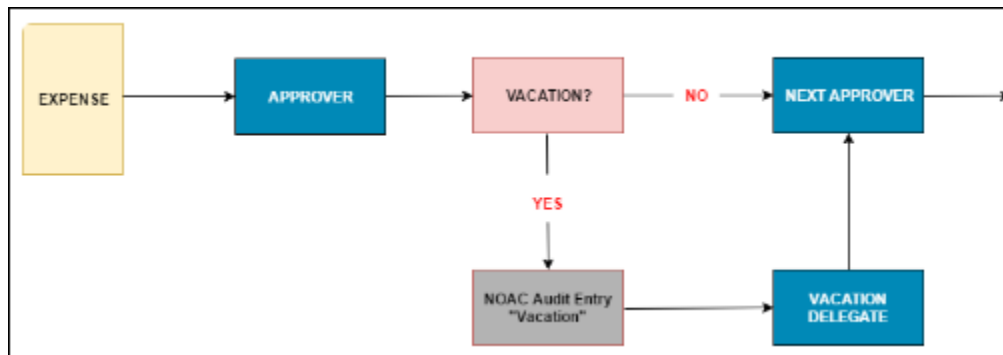 EXPENSE
APPROVER
VACATION?
NO
NEXT APPROVER
YES
NOAC Audit Entry
"Vacation"
VACATION
DELEGATE